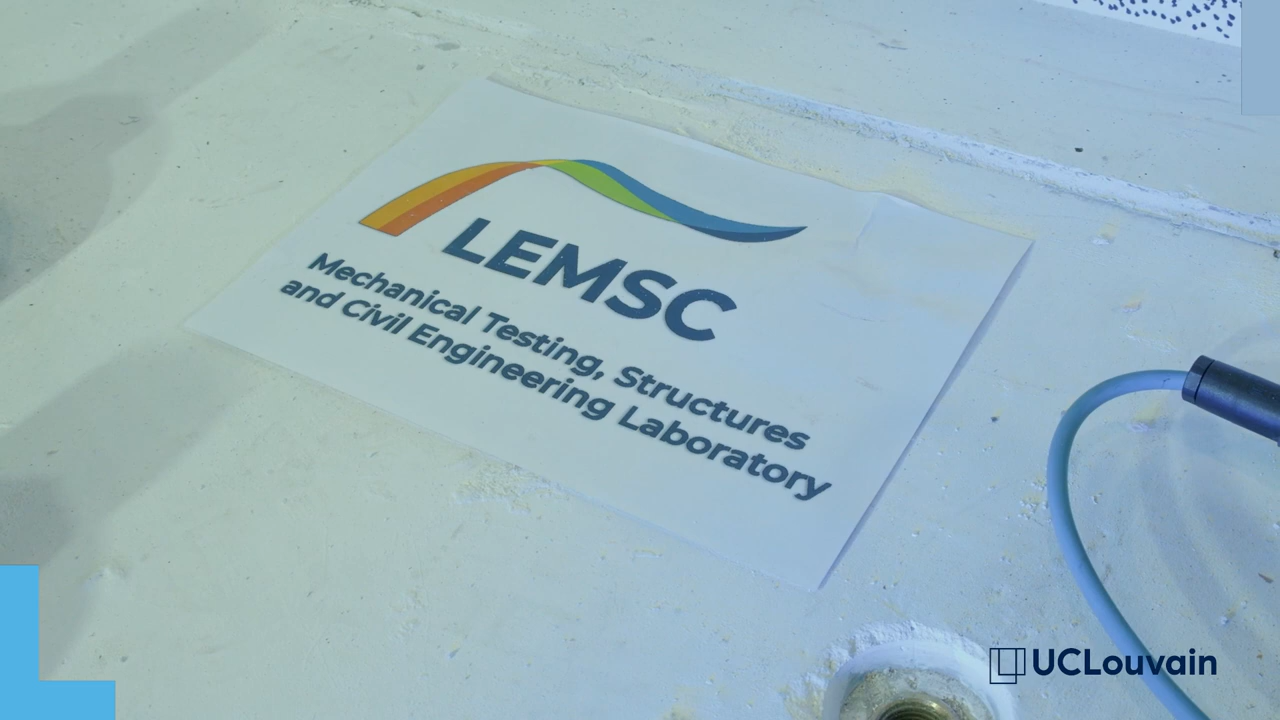 LEMSC
Mechanical Testing, Structures
and Civil Engineering Laboratory
UCLouvain